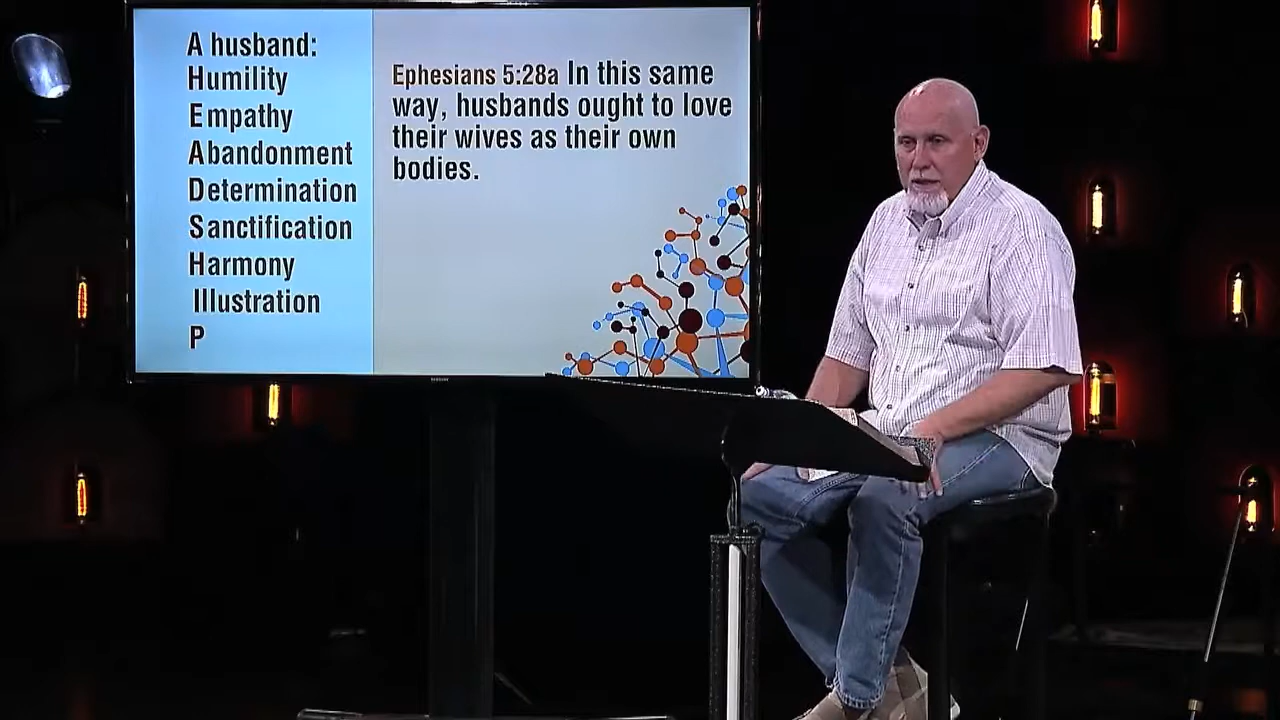 A husband:
Humility
Empathy
Abandonment
Determination
Sanctification
Harmony
Illustration
P
Ephesians 5:28a In this same
way, husbands ought to love
their wives as their own
bodies.
SAMSUNG